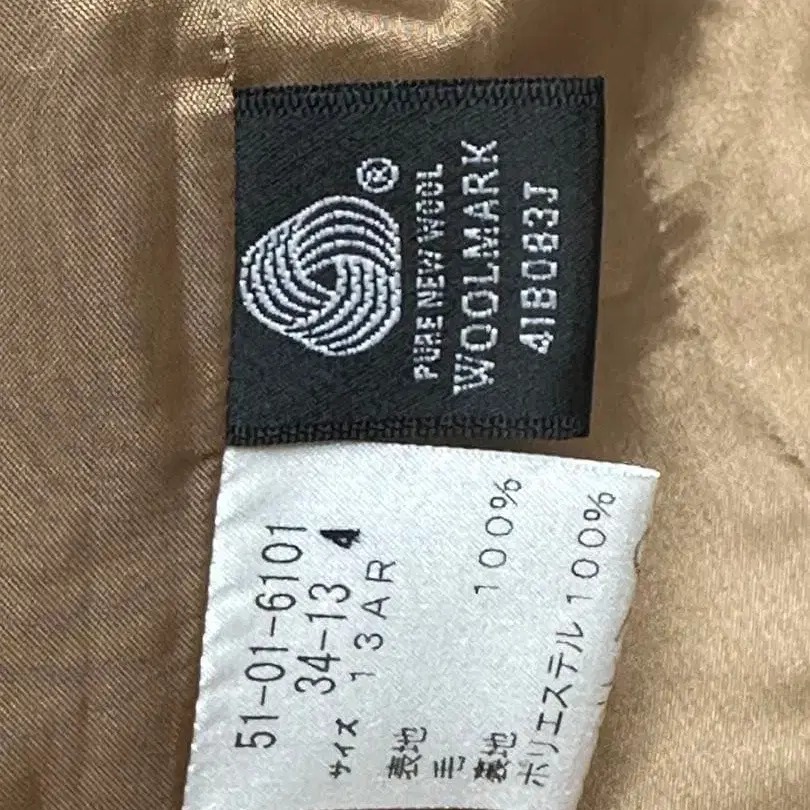 ®
PURE NEW WOOL
WOOLMARK
41B083J
51-01-6101
34-13 4
サイズ 13AR
表地
毛 100%
裏地
ポリエステル 100%